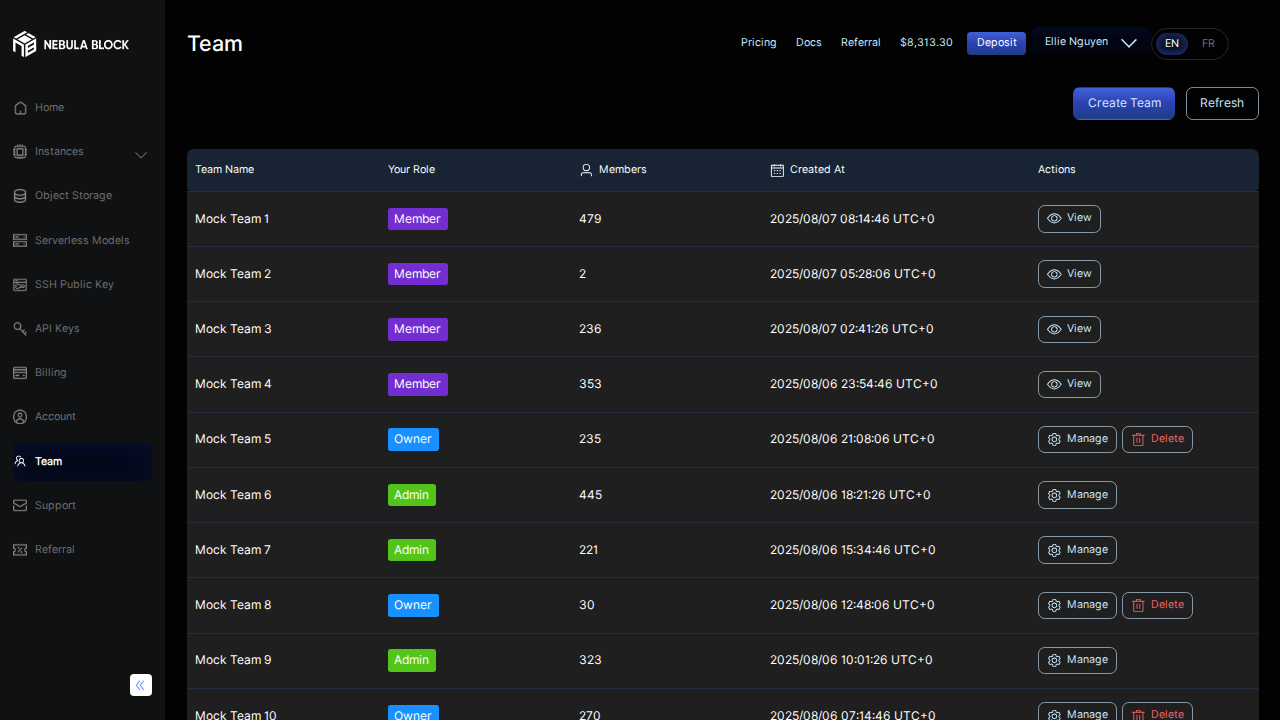 NEBULA BLOCK
Team
Pricing
Docs
Referral
$8,313.30
Deposit
Ellie Nguyen
EN
FR
Home
Instances
Object Storage
Serverless Models
SSH Public Key
API Keys
Billing
Account
Team
Support
Referral
Create Team
Refresh
Team Name Your Role Members Created At Actions
Mock Team 1 Member 479 2025/08/07 08:14:46 UTC+0 View
Mock Team 2 Member 2 2025/08/07 05:28:06 UTC+0 View
Mock Team 3 Member 236 2025/08/07 02:41:26 UTC+0 View
Mock Team 4 Member 353 2025/08/06 23:54:46 UTC+0 View
Mock Team 5 Owner 235 2025/08/06 21:08:06 UTC+0 Manage Delete
Mock Team 6 Admin 445 2025/08/06 18:21:26 UTC+0 Manage
Mock Team 7 Admin 221 2025/08/06 15:34:46 UTC+0 Manage
Mock Team 8 Owner 30 2025/08/06 12:48:06 UTC+0 Manage Delete
Mock Team 9 Admin 323 2025/08/06 10:01:26 UTC+0 Manage
Mock Team 10 Owner 270 2025/08/06 07:14:46 UTC+0 Manage Delete